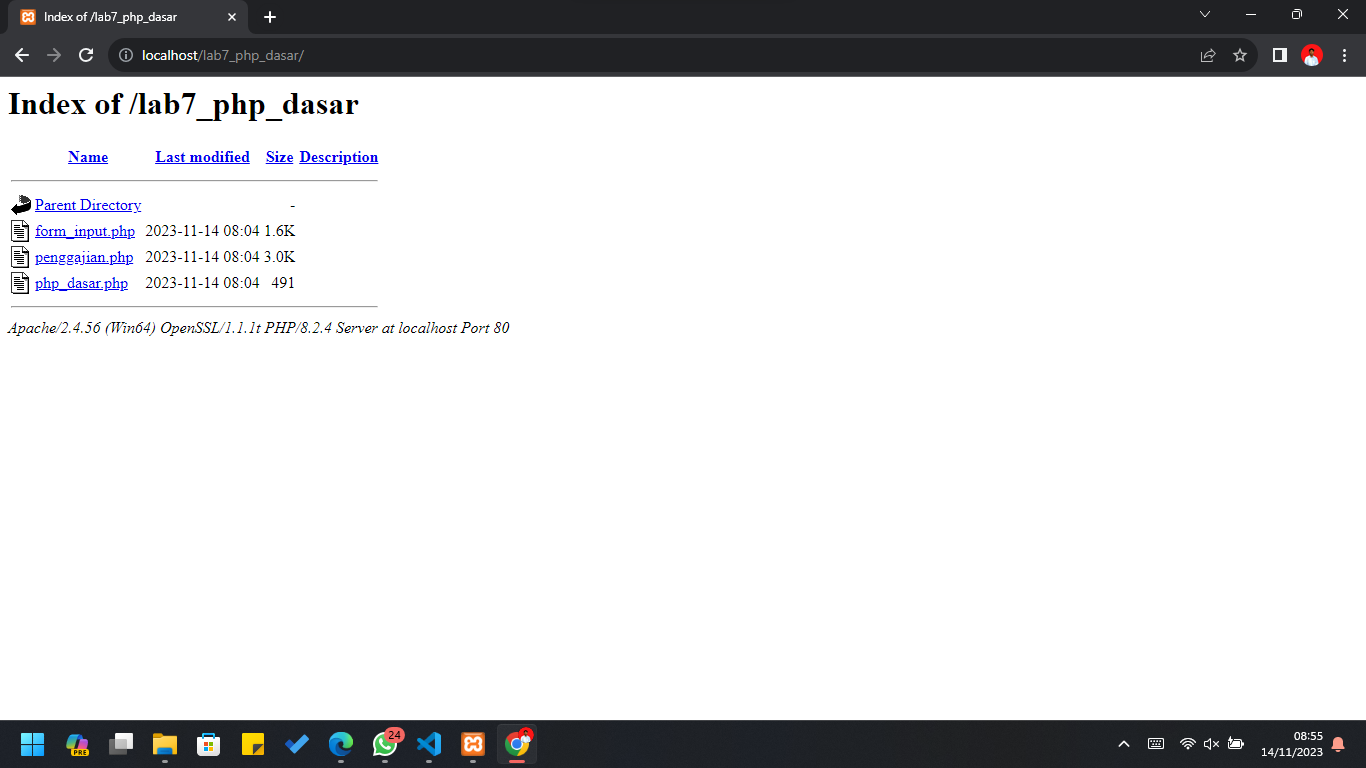 Index of /lab7_php_dasar
localhost/lab7_php_dasar/
Index of /lab7_php_dasar
Name Last modified Size Description
Parent Directory -
form_input.php 2023-11-14 08:04 1.6K
penggajian.php 2023-11-14 08:04 3.0K
php_dasar.php 2023-11-14 08:04 491
Apache/2.4.56 (Win64) OpenSSL/1.1.1t PHP/8.2.4 Server at localhost Port 80
PRE
24
08:55
14/11/2023